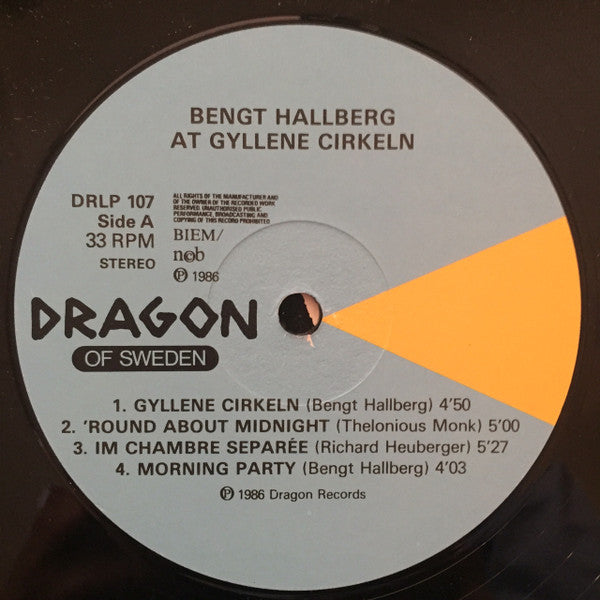 BENGT HALLBERG
AT GYLLENE CIRKELN
DRLP 107
Side A
33 RPM
STEREO
ALL RIGHTS OF THE MANUFACTURER AND
OF THE OWNER OF THE RECORDED WORK
RESERVED. UNAUTHORISED PUBLIC
PERFORMANCE, BROADCASTING AND
COPYING OF THIS RECORD PROHIBITED
BIEM/
n©b
℗ 1986
DRAGON
OF SWEDEN
1. GYLLENE CIRKELN (Bengt Hallberg) 4'50
2. 'ROUND ABOUT MIDNIGHT (Thelonious Monk) 5'00
3. IM CHAMBRE SEPARÉE (Richard Heuberger) 5'27
4. MORNING PARTY (Bengt Hallberg) 4'03
℗ 1986 Dragon Records